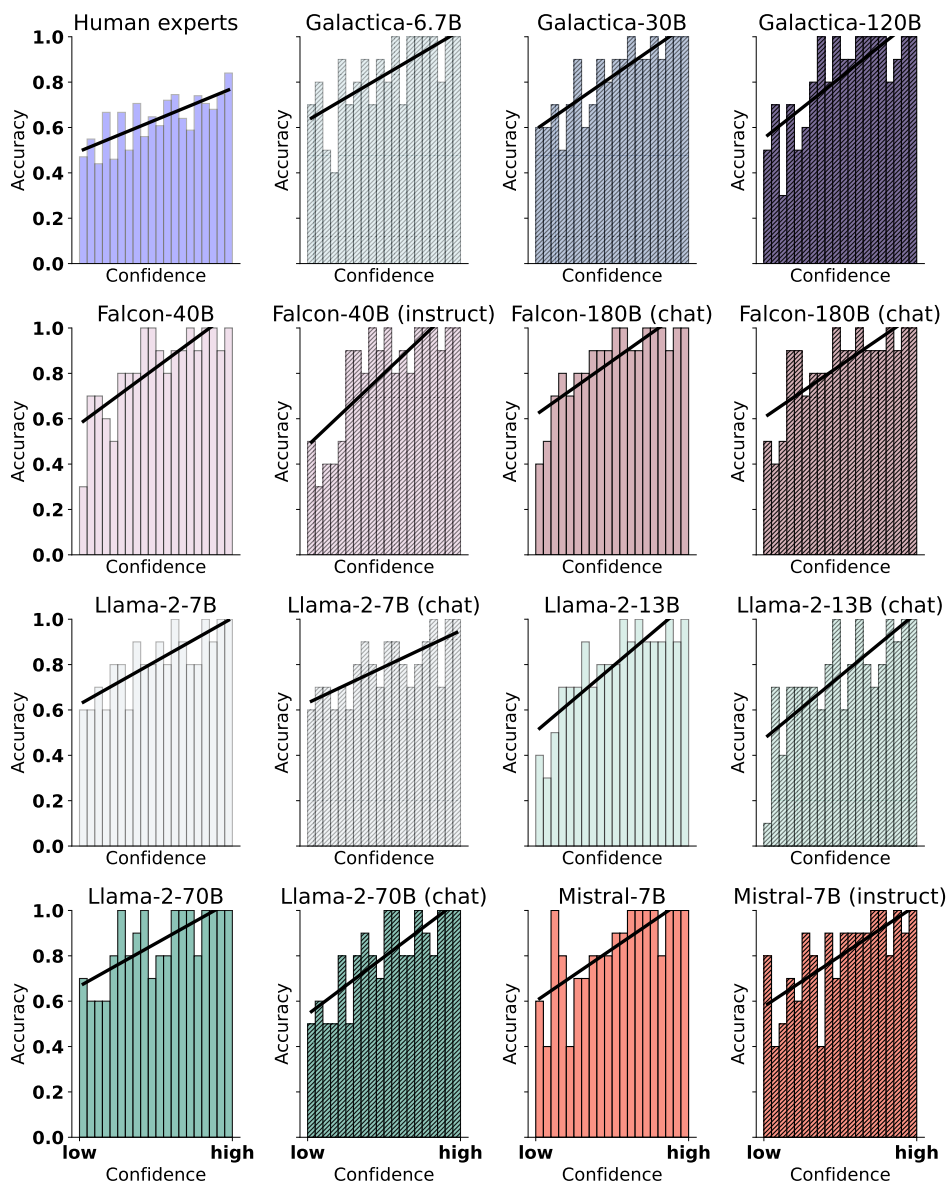 Human experts
Galactica-6.7B
Galactica-30B
Galactica-120B
1.0
0.8
0.6
0.4
0.2
0.0
Accuracy
Accuracy
Accuracy
Accuracy
Confidence
Confidence
Confidence
Confidence
Falcon-40B
Falcon-40B (instruct)
Falcon-180B (chat)
Falcon-180B (chat)
1.0
0.8
0.6
0.4
0.2
0.0
Accuracy
Accuracy
Accuracy
Accuracy
Confidence
Confidence
Confidence
Confidence
Llama-2-7B
Llama-2-7B (chat)
Llama-2-13B
Llama-2-13B (chat)
1.0
0.8
0.6
0.4
0.2
0.0
Accuracy
Accuracy
Accuracy
Accuracy
Confidence
Confidence
Confidence
Confidence
Llama-2-70B
Llama-2-70B (chat)
Mistral-7B
Mistral-7B (instruct)
1.0
0.8
0.6
0.4
0.2
0.0
Accuracy
Accuracy
Accuracy
Accuracy
low high
low high
low high
low high
Confidence
Confidence
Confidence
Confidence